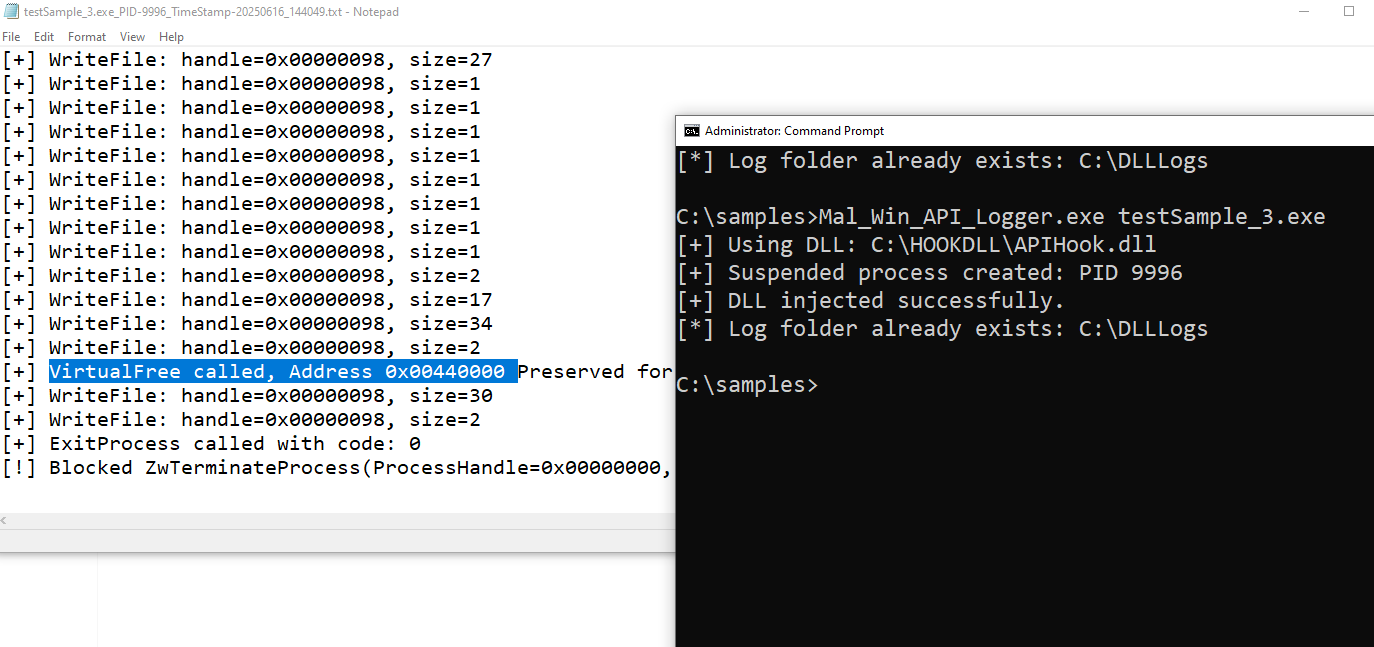 testSample_3.exe_PID-9996_TimeStamp-20250616_144049.txt - Notepad
File Edit Format View Help
[+] WriteFile: handle=0x00000098, size=27
[+] WriteFile: handle=0x00000098, size=1
[+] WriteFile: handle=0x00000098, size=1
[+] WriteFile: handle=0x00000098, size=1
[+] WriteFile: handle=0x00000098, size=1
[+] WriteFile: handle=0x00000098, size=1
[+] WriteFile: handle=0x00000098, size=1
[+] WriteFile: handle=0x00000098, size=1
[+] WriteFile: handle=0x00000098, size=1
[+] WriteFile: handle=0x00000098, size=2
[+] WriteFile: handle=0x00000098, size=17
[+] WriteFile: handle=0x00000098, size=34
[+] WriteFile: handle=0x00000098, size=2
[+] VirtualFree called, Address 0x00440000 Preserved for
[+] WriteFile: handle=0x00000098, size=30
[+] WriteFile: handle=0x00000098, size=2
[+] ExitProcess called with code: 0
[!] Blocked ZwTerminateProcess(ProcessHandle=0x00000000,
Administrator: Command Prompt
[*] Log folder already exists: C:\DLLLogs
C:\samples>Mal_Win_API_Logger.exe testSample_3.exe
[+] Using DLL: C:\HOOKDLL\APIHook.dll
[+] Suspended process created: PID 9996
[+] DLL injected successfully.
[*] Log folder already exists: C:\DLLLogs
C:\samples>